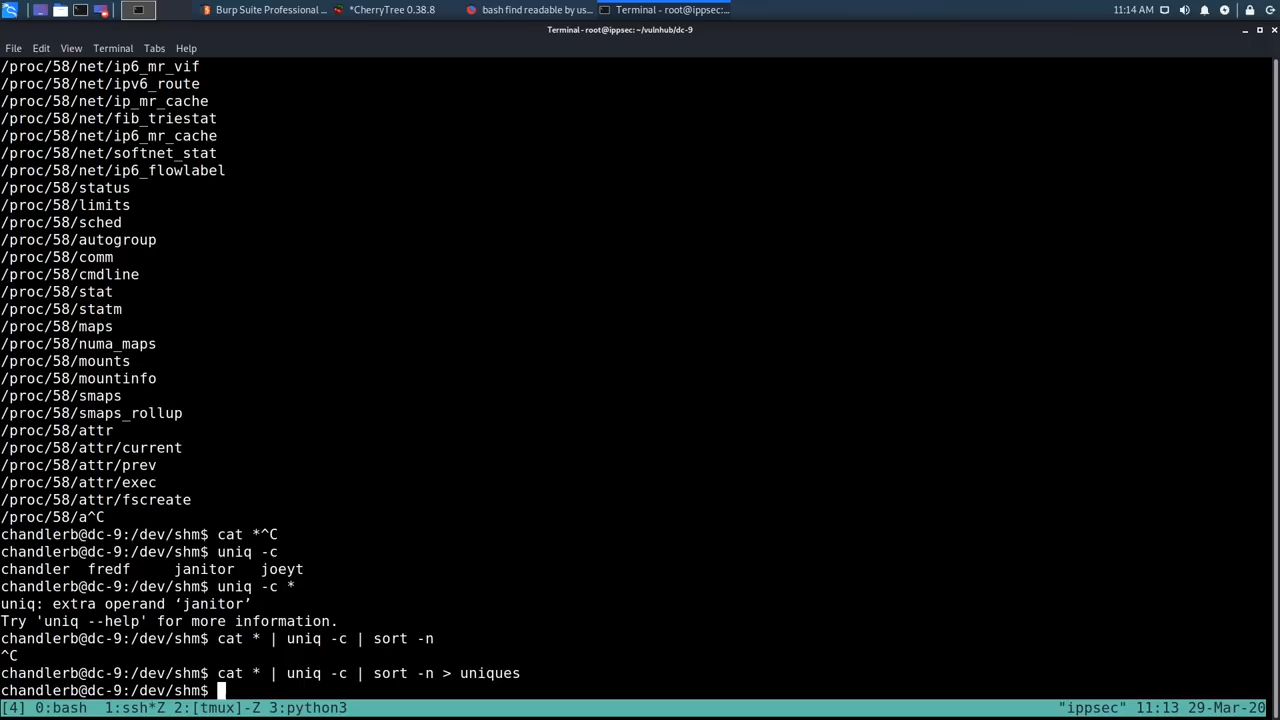 Burp Suite Professional ...
*CherryTree 0.38.8
bash find readable by us...
Terminal - root@ippsec:...
11:14 AM
Terminal - root@ippsec: ~/vulnhub/dc-9
File Edit View Terminal Tabs Help
/proc/58/net/ip6_mr_vif
/proc/58/net/ipv6_route
/proc/58/net/ip_mr_cache
/proc/58/net/fib_triestat
/proc/58/net/ip6_mr_cache
/proc/58/net/softnet_stat
/proc/58/net/ip6_flowlabel
/proc/58/status
/proc/58/limits
/proc/58/sched
/proc/58/autogroup
/proc/58/comm
/proc/58/cmdline
/proc/58/stat
/proc/58/statm
/proc/58/maps
/proc/58/numa_maps
/proc/58/mounts
/proc/58/mountinfo
/proc/58/smaps
/proc/58/smaps_rollup
/proc/58/attr
/proc/58/attr/current
/proc/58/attr/prev
/proc/58/attr/exec
/proc/58/attr/fscreate
/proc/58/a^C
chandlerb@dc-9:/dev/shm$ cat *^C
chandlerb@dc-9:/dev/shm$ uniq -c
chandler  fredf     janitor   joeyt
chandlerb@dc-9:/dev/shm$ uniq -c *
uniq: extra operand ‘janitor’
Try 'uniq --help' for more information.
chandlerb@dc-9:/dev/shm$ cat * | uniq -c | sort -n
^C
chandlerb@dc-9:/dev/shm$ cat * | uniq -c | sort -n > uniques
chandlerb@dc-9:/dev/shm$
[4] 0:bash  1:ssh*Z 2:[tmux]-Z 3:python3 "ippsec" 11:13 29-Mar-20